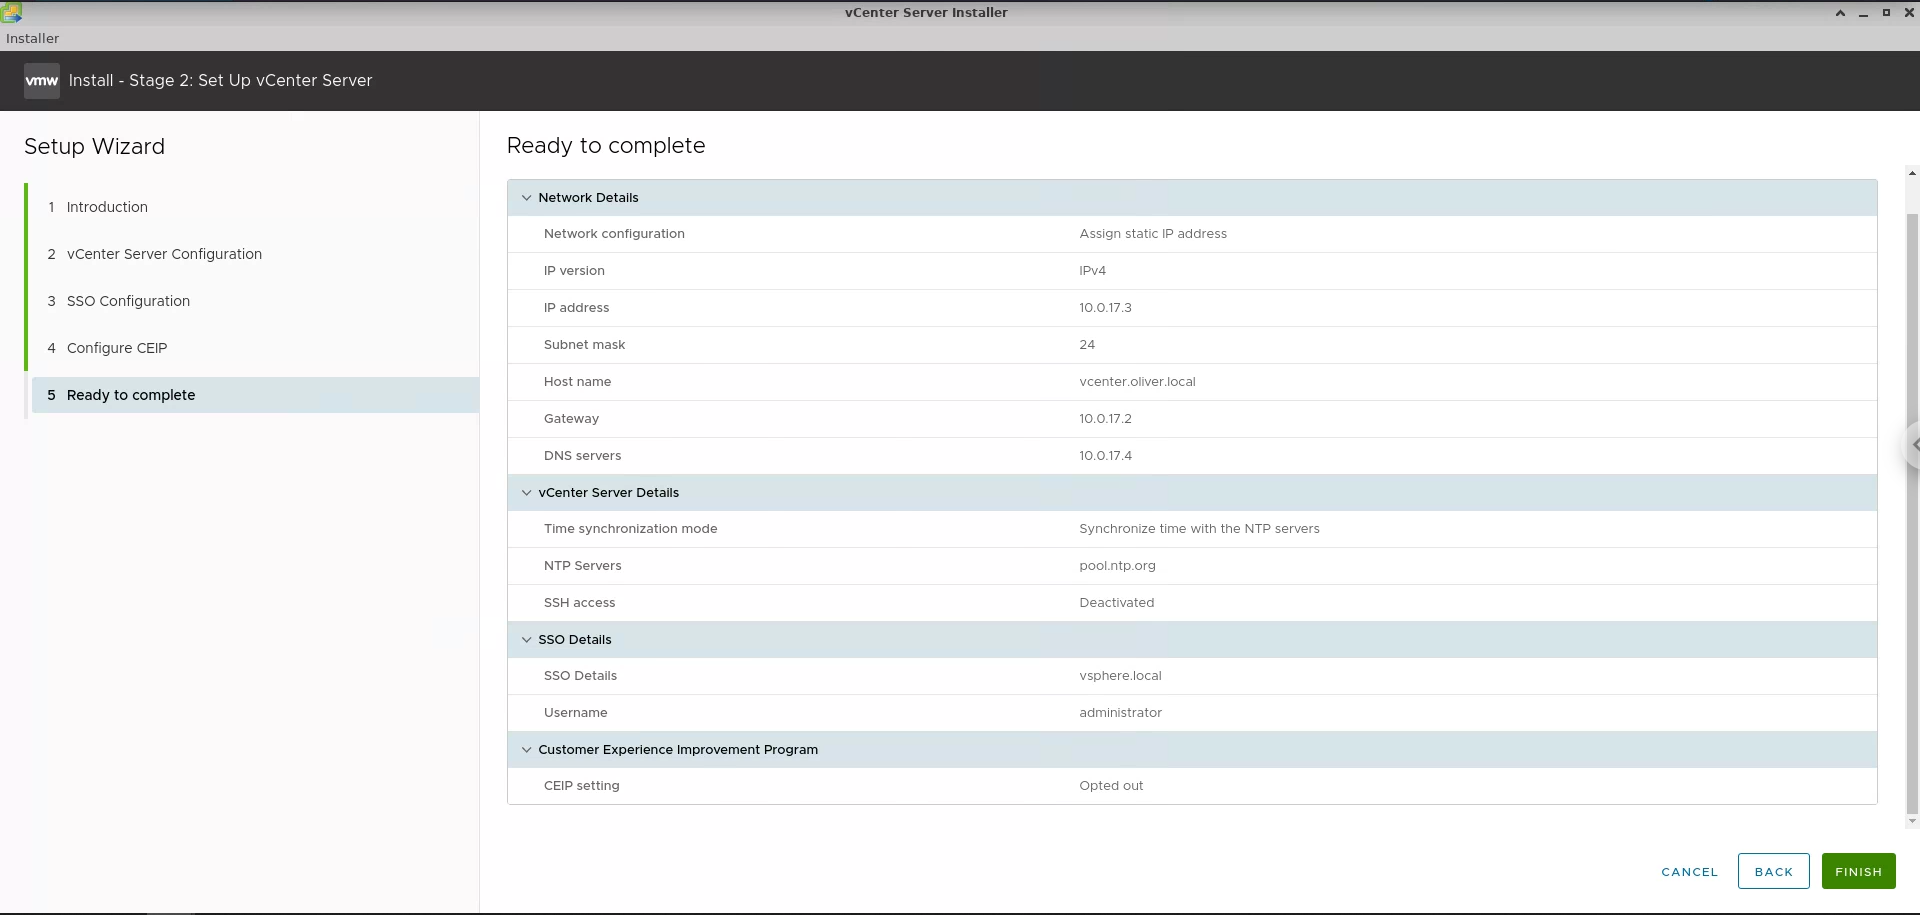 vCenter Server Installer
Installer
vmw Install - Stage 2: Set Up vCenter Server
Setup Wizard
1 Introduction
2 vCenter Server Configuration
3 SSO Configuration
4 Configure CEIP
5 Ready to complete
Ready to complete
Network Details
Network configuration Assign static IP address
IP version IPv4
IP address 10.0.17.3
Subnet mask 24
Host name vcenter.oliver.local
Gateway 10.0.17.2
DNS servers 10.0.17.4
vCenter Server Details
Time synchronization mode Synchronize time with the NTP servers
NTP Servers pool.ntp.org
SSH access Deactivated
SSO Details
SSO Details vsphere.local
Username administrator
Customer Experience Improvement Program
CEIP setting Opted out
CANCEL BACK FINISH